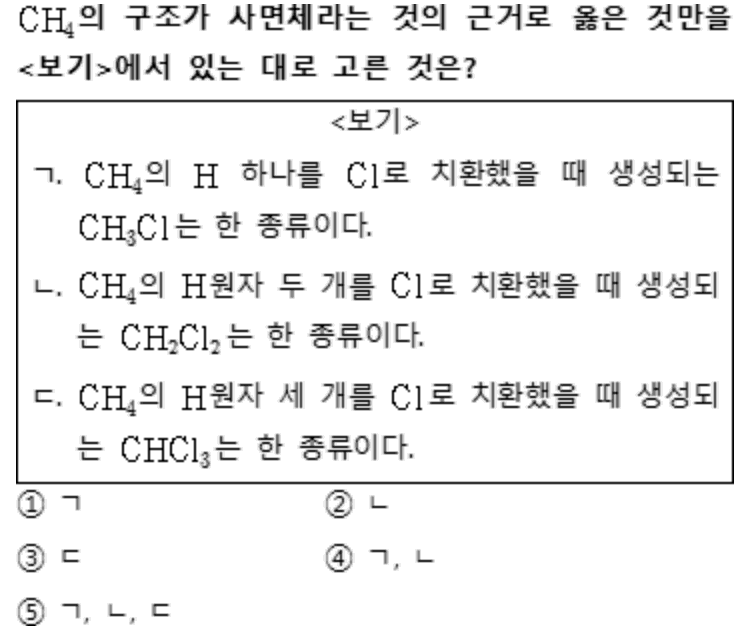 CH₄의 구조가 사면체라는 것의 근거로 옳은 것만을
<보기>에서 있는 대로 고른 것은?
<보기>
ㄱ. CH₄의 H 하나를 Cl로 치환했을 때 생성되는
CH₃Cl는 한 종류이다.
ㄴ. CH₄의 H원자 두 개를 Cl로 치환했을 때 생성되
는 CH₂Cl₂는 한 종류이다.
ㄷ. CH₄의 H원자 세 개를 Cl로 치환했을 때 생성되
는 CHCl₃는 한 종류이다.
① ㄱ ② ㄴ
③ ㄷ ④ ㄱ, ㄴ
⑤ ㄱ, ㄴ, ㄷ